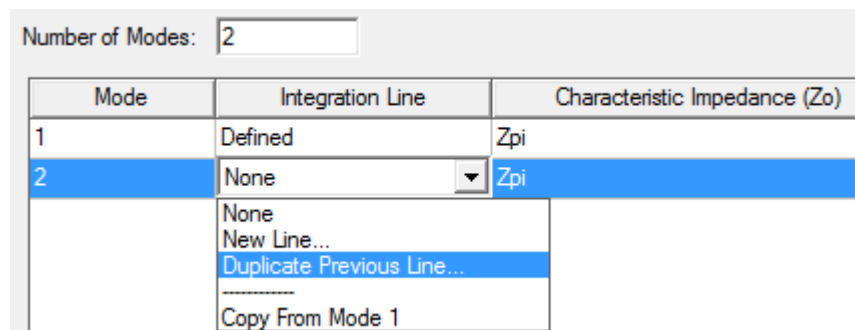 Number of Modes: 2
Mode Integration Line Characteristic Impedance (Zo)
1 Defined Zpi
2 None Zpi
None
New Line...
Duplicate Previous Line...
------------
Copy From Mode 1